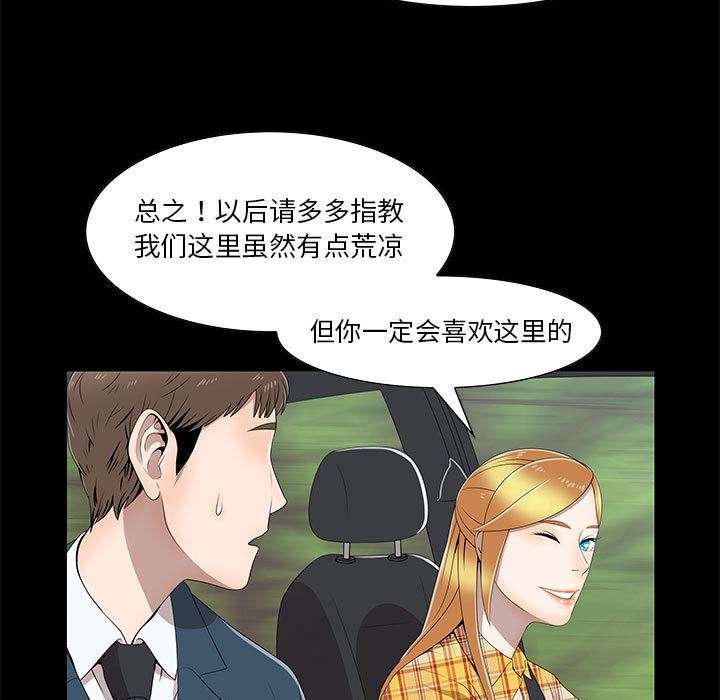 总之！以后请多多指教
我们这里虽然有点荒凉
但你一定会喜欢这里的